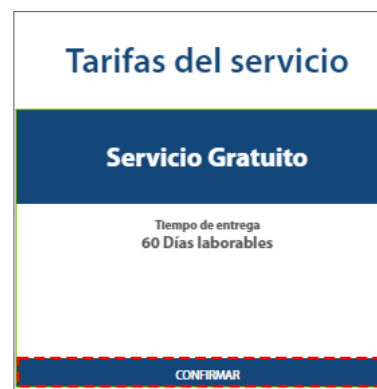 Tarifas del servicio
Servicio Gratuito
Tiempo de entrega
60 Días laborables
CONFIRMAR